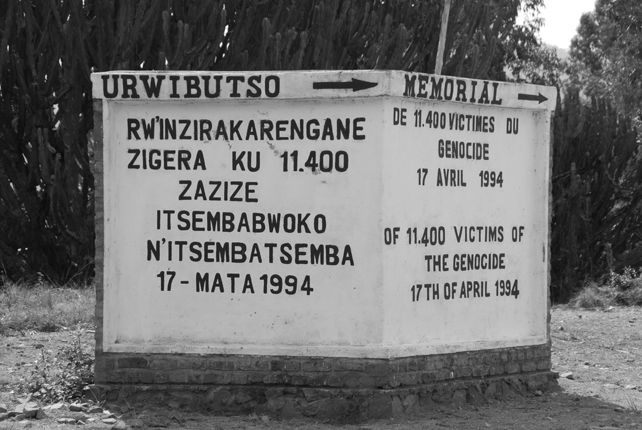 URWIBUTSO
RW'INZIRAKARENGANE
ZIGERA KU 11.400
ZAZIZE
ITSEMBABWOKO
N'ITSEMBATSEMBA
17-MATA 1994
MEMORIAL
DE 11.400 VICTIMES DU
GENOCIDE
17 AVRIL 1994
OF 11.400 VICTIMS OF
THE GENOCIDE
17TH OF APRIL 1994